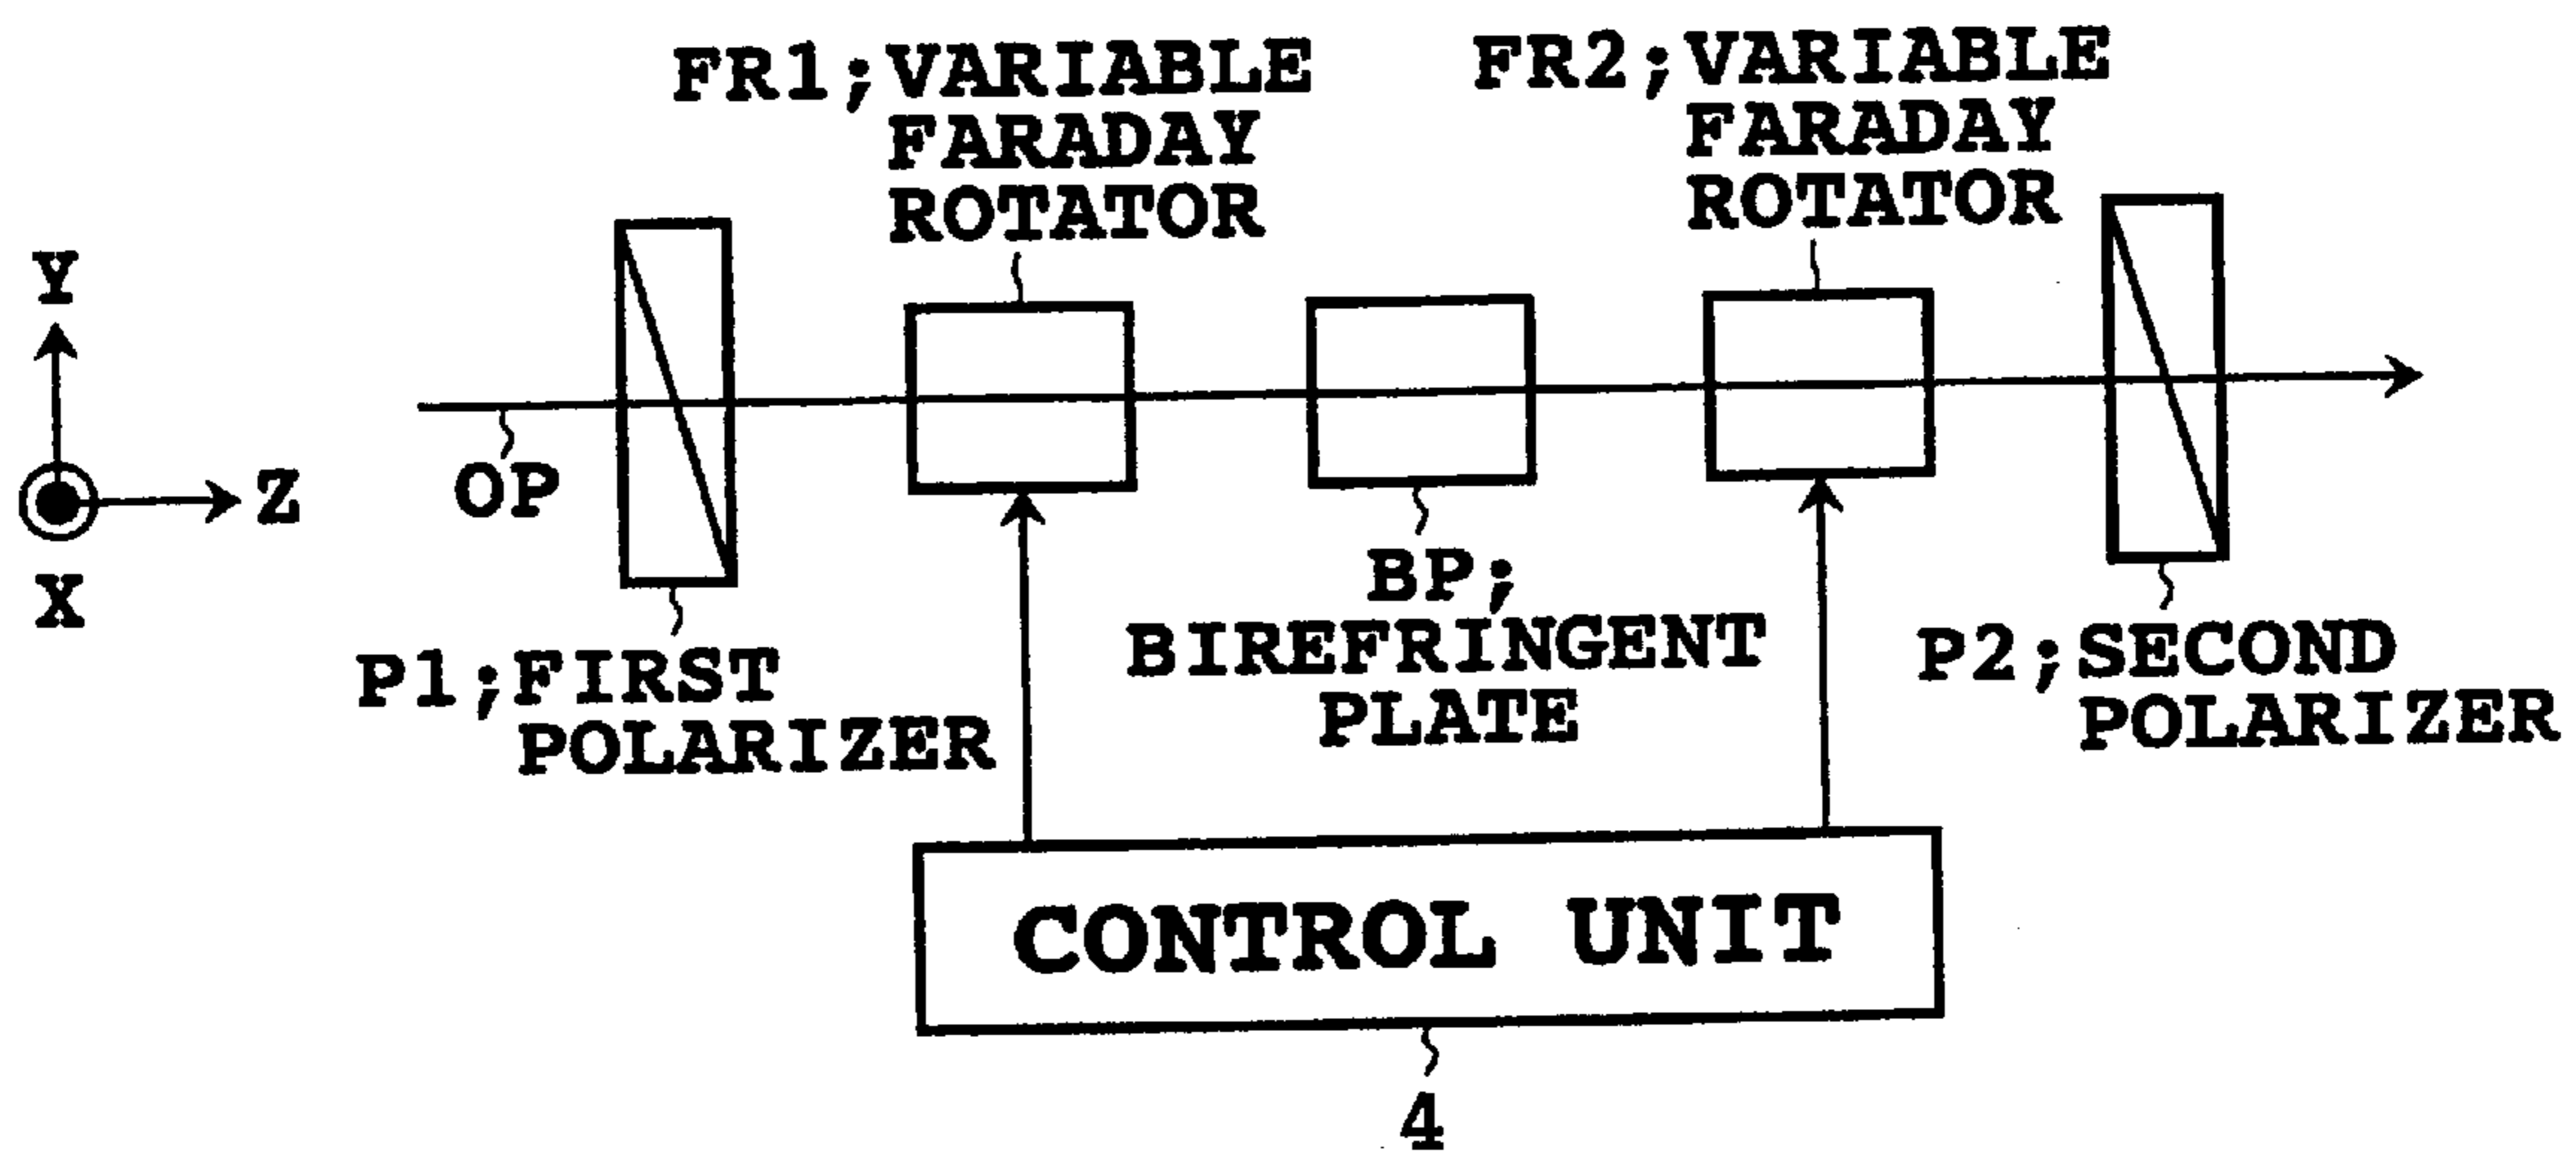 FR1;VARIABLE
FARADAY
ROTATOR
FR2;VARIABLE
FARADAY
ROTATOR
Y
Z
X
OP
P1;FIRST
POLARIZER
BP;
BIREFRINGENT
PLATE
P2;SECOND
POLARIZER
CONTROL UNIT
4